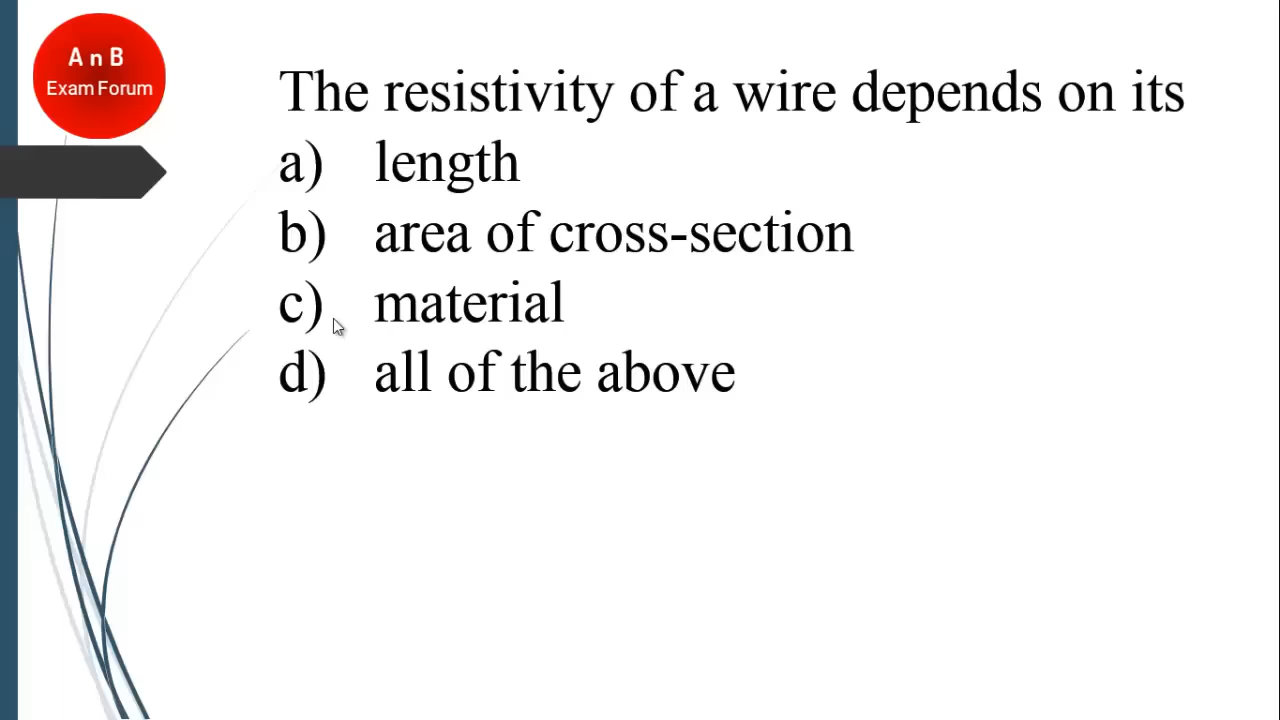 A n B
Exam Forum
The resistivity of a wire depends on its
a) length
b) area of cross-section
c) material
d) all of the above